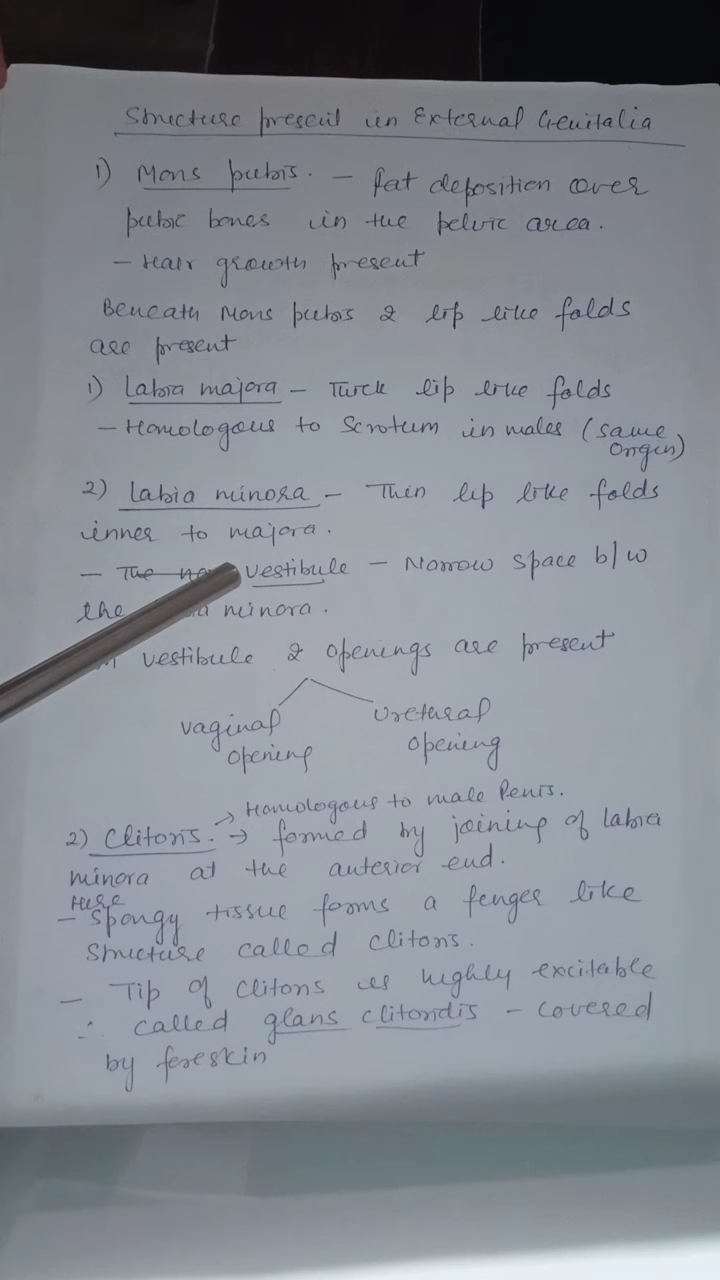 Structure present in External Genitalia
1) Mons pubis. - fat deposition over
pubic bones in the pelvic area.
- Hair growth present
Beneath Mons pubis 2 lip like folds
are present
1) Labia majora - Thick lip like folds
- Homologous to Scrotum in males (same
Origin)
2) Labia minora - Thin lip like folds
inner to majora.
- The Vestibule - Narrow space b/w
the minora.
vestibule 2 openings are present
vaginal opening
Urethral opening
→ Homologous to male Penis.
2) Clitoris. → formed by joining of labia
minora at the anterior end.
Here
- Spongy tissue forms a finger like
structure called clitoris.
- Tip of clitoris is highly excitable
∴ called glans clitoridis - covered
by foreskin